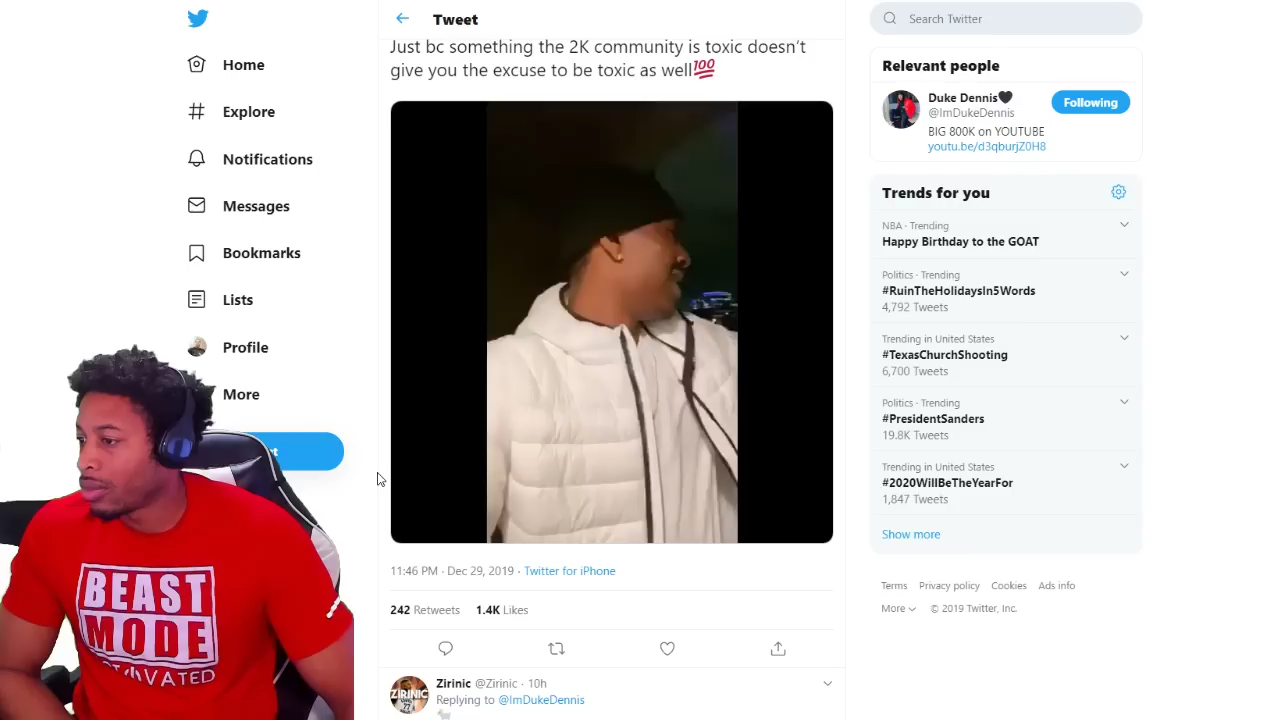 Tweet
Search Twitter
Home
Explore
Notifications
Messages
Bookmarks
Lists
Profile
More
Just bc something the 2K community is toxic doesn't
give you the excuse to be toxic as well💯
11:46 PM · Dec 29, 2019 · Twitter for iPhone
242 Retweets 1.4K Likes
Zirinic @Zirinic · 10h
Replying to @ImDukeDennis
Relevant people
Duke Dennis🖤
@ImDukeDennis
Following
BIG 800K on YOUTUBE
youtu.be/d3qburjZ0H8
Trends for you
NBA · Trending
Happy Birthday to the GOAT
Politics · Trending
#RuinTheHolidaysIn5Words
4,792 Tweets
Trending in United States
#TexasChurchShooting
6,700 Tweets
Politics · Trending
#PresidentSanders
19.8K Tweets
Trending in United States
#2020WillBeTheYearFor
1,847 Tweets
Show more
Terms Privacy policy Cookies Ads info
More © 2019 Twitter, Inc.
BEAST
MODE
ZIRINIC